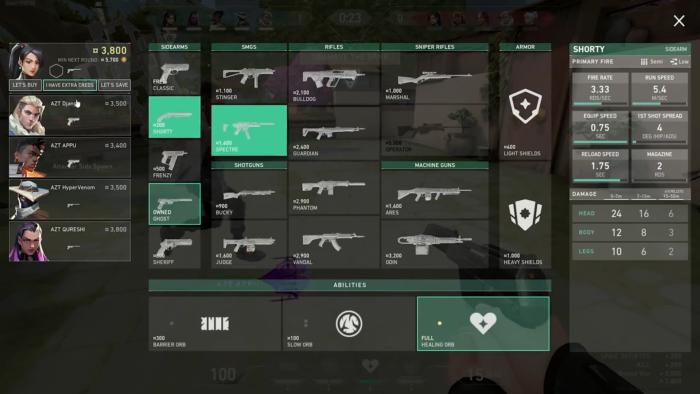 1
0:23
0
¤ 3,800
MIN NEXT ROUND: ¤ 5,700
LET'S BUY
I HAVE EXTRA CREDS
LET'S SAVE
AZT Django
¤ 3,500
AZT APPU
¤ 3,400
AZT HyperVenom
¤ 3,500
AZT QURESHI
¤ 3,800
SIDEARMS
FREE
CLASSIC
SHORTY
¤500
FRENZY
OWNED
GHOST
SHERIFF
SMGS
¤1,100
STINGER
¤1,600
SPECTRE
SHOTGUNS
¤900
BUCKY
¤1,600
JUDGE
RIFLES
¤2,100
BULLDOG
¤2,400
GUARDIAN
¤2,900
PHANTOM
¤2,900
VANDAL
SNIPER RIFLES
¤1,000
MARSHAL
OPERATOR
MACHINE GUNS
¤1,600
ARES
¤3,200
ODIN
ARMOR
¤400
LIGHT SHIELDS
¤1,000
HEAVY SHIELDS
ABILITIES
¤300
BARRIER ORB
¤100
SLOW ORB
FULL
HEALING ORB
SHORTY
SIDEARM
PRIMARY FIRE
Semi
Low
FIRE RATE
3.33
RDS/SEC
RUN SPEED
5.4
M/SEC
EQUIP SPEED
0.75
SEC
1ST SHOT SPREAD
4
DEG (HIP/ADS)
RELOAD SPEED
1.75
SEC
MAGAZINE
2
RDS
DAMAGE
HEAD 24 16 6
BODY 12 8 3
LEGS 10 6 2
100